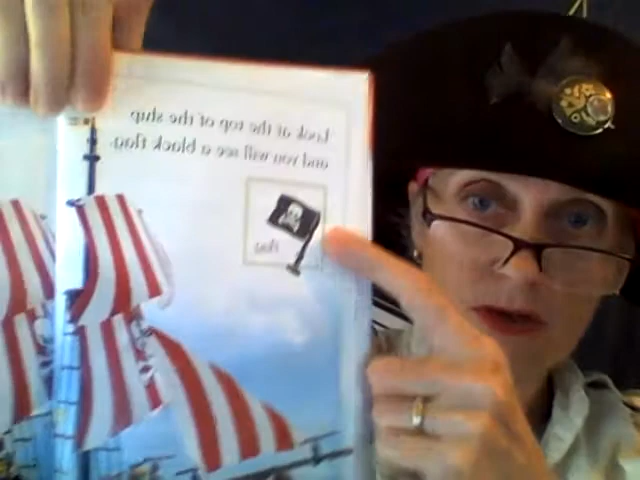 Look at the top of the ship
and you will see a black flag.
flag